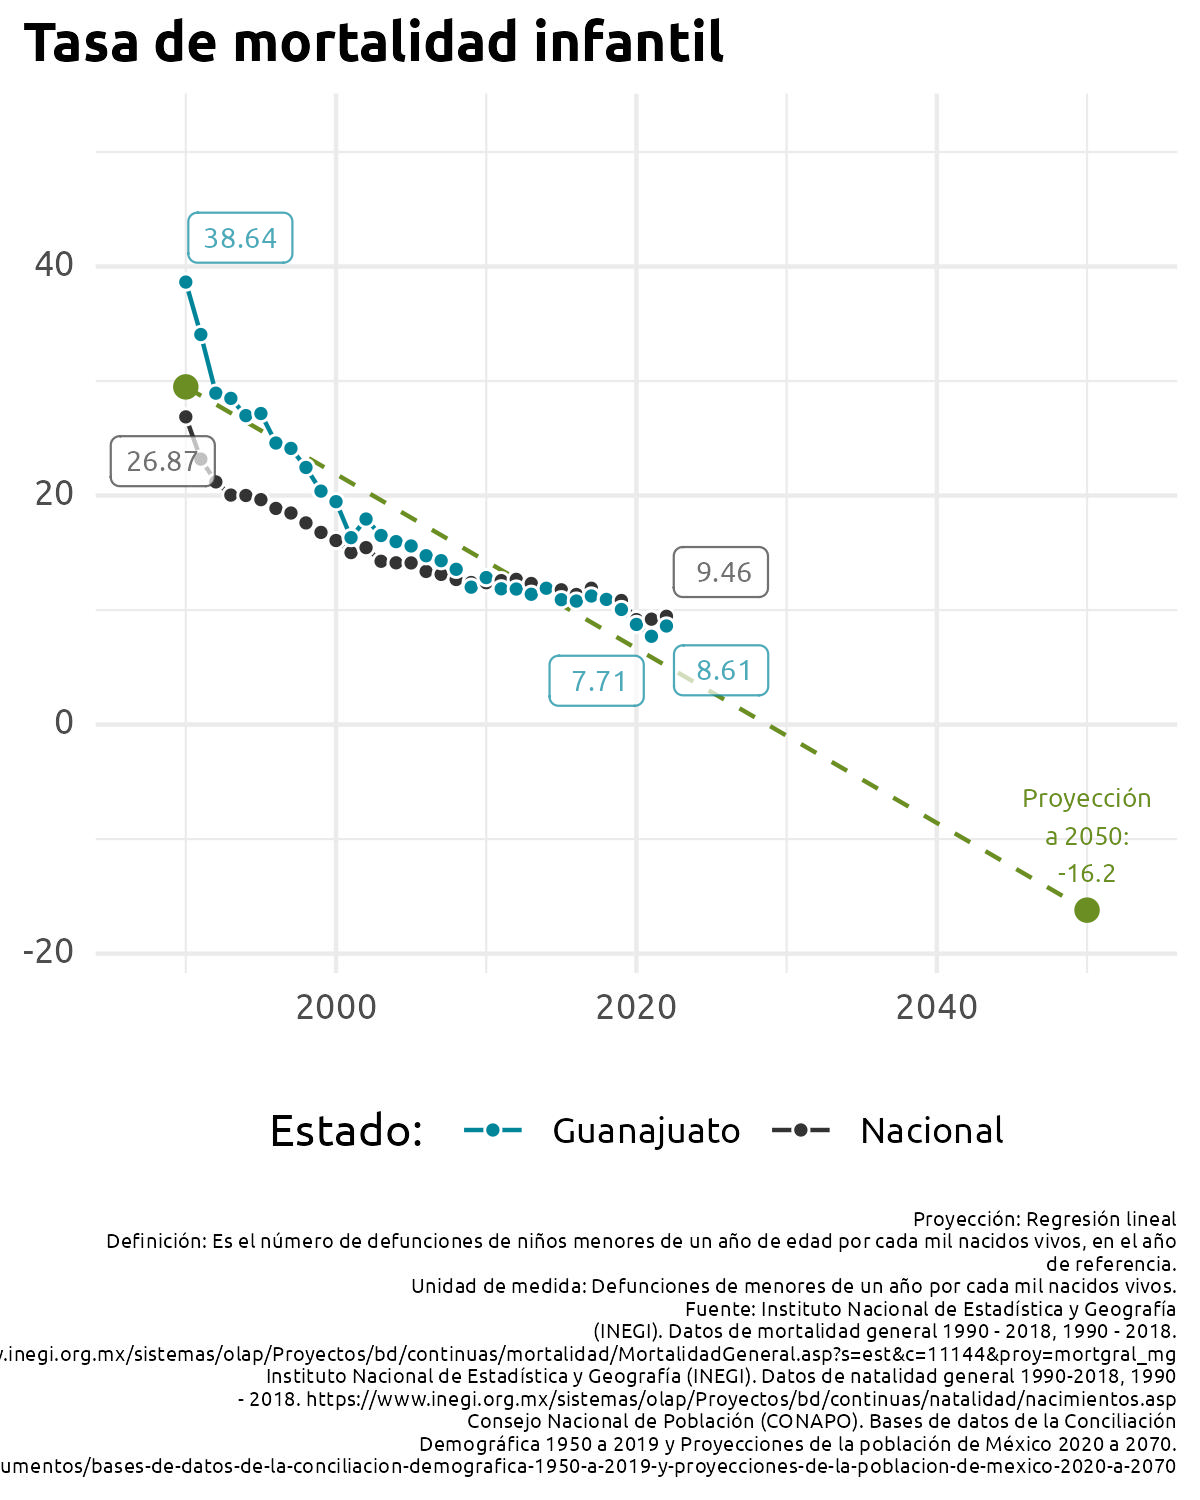 Tasa de mortalidad infantil
38.64
40
26.87
20
9.46
7.71
8.61
0
Proyección
a 2050:
-16.2
-20
2000 2020 2040
Estado: Guanajuato Nacional
Proyección: Regresión lineal
Definición: Es el número de defunciones de niños menores de un año de edad por cada mil nacidos vivos, en el año
de referencia.
Unidad de medida: Defunciones de menores de un año por cada mil nacidos vivos.
Fuente: Instituto Nacional de Estadística y Geografía
(INEGI). Datos de mortalidad general 1990 - 2018, 1990 - 2018.
.inegi.org.mx/sistemas/olap/Proyectos/bd/continuas/mortalidad/MortalidadGeneral.asp?s=est&c=11144&proy=mortgral_mg
Instituto Nacional de Estadística y Geografía (INEGI). Datos de natalidad general 1990-2018, 1990
- 2018. https://www.inegi.org.mx/sistemas/olap/Proyectos/bd/continuas/natalidad/nacimientos.asp
Consejo Nacional de Población (CONAPO). Bases de datos de la Conciliación
Demográfica 1950 a 2019 y Proyecciones de la población de México 2020 a 2070.
umentos/bases-de-datos-de-la-conciliacion-demografica-1950-a-2019-y-proyecciones-de-la-poblacion-de-mexico-2020-a-2070